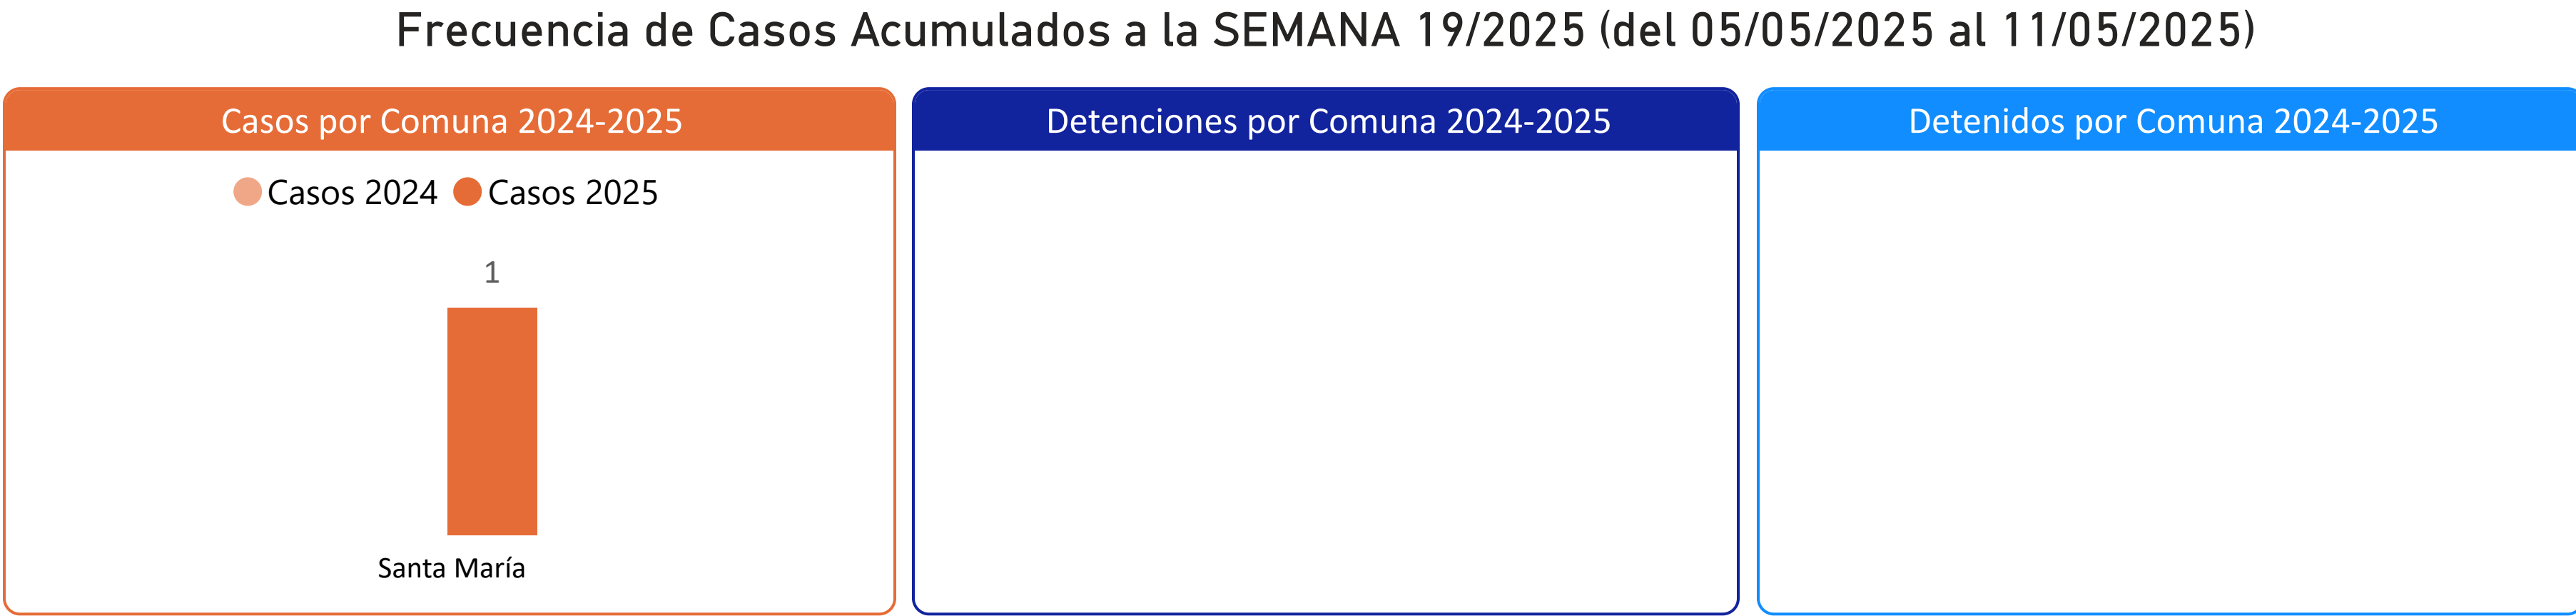 Frecuencia de Casos Acumulados a la SEMANA 19/2025 (del 05/05/2025 al 11/05/2025)
Casos por Comuna 2024-2025
Casos 2024 Casos 2025
1
Santa María
Detenciones por Comuna 2024-2025
Detenidos por Comuna 2024-2025